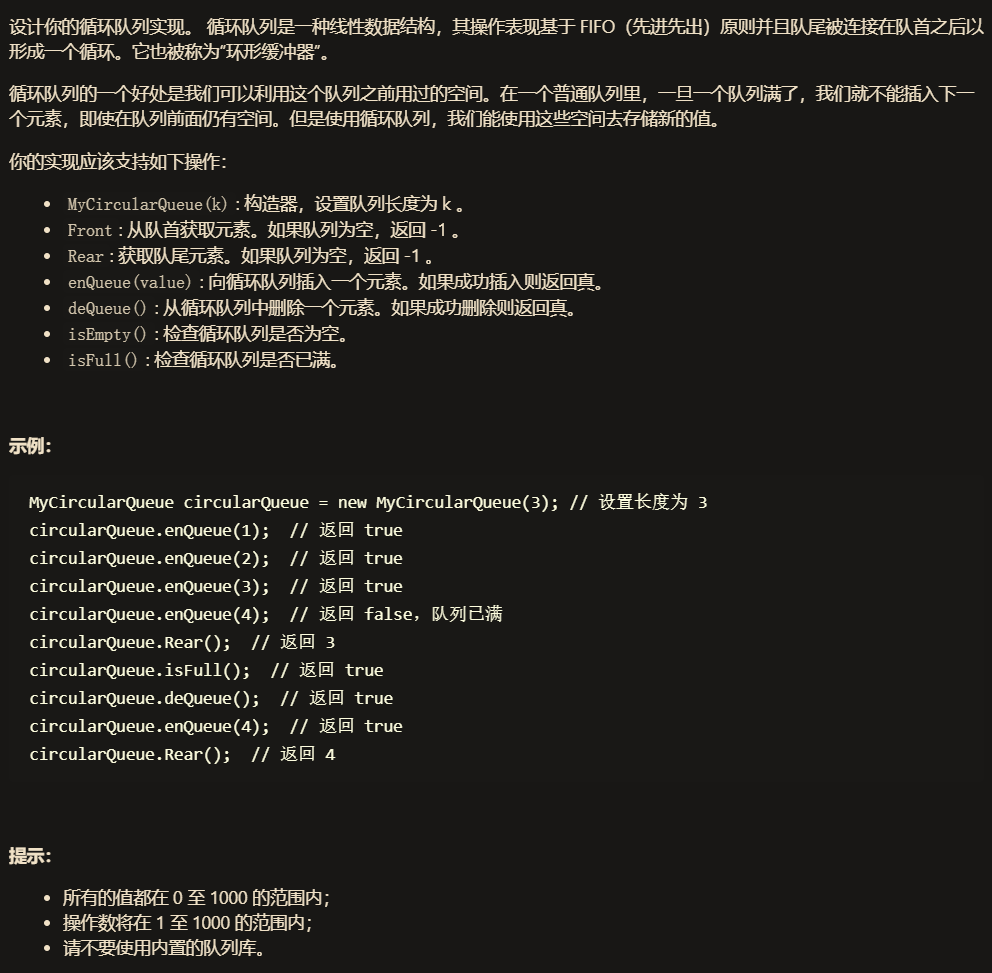 设计你的循环队列实现。 循环队列是一种线性数据结构，其操作表现基于 FIFO（先进先出）原则并且队尾被连接在队首之后以
形成一个循环。它也被称为“环形缓冲器”。
循环队列的一个好处是我们可以利用这个队列之前用过的空间。在一个普通队列里，一旦一个队列满了，我们就不能插入下一
个元素，即使在队列前面仍有空间。但是使用循环队列，我们能使用这些空间去存储新的值。
你的实现应该支持如下操作：
• MyCircularQueue(k): 构造器，设置队列长度为 k 。
• Front: 从队首获取元素。如果队列为空，返回 -1 。
• Rear: 获取队尾元素。如果队列为空，返回 -1 。
• enQueue(value): 向循环队列插入一个元素。如果成功插入则返回真。
• deQueue(): 从循环队列中删除一个元素。如果成功删除则返回真。
• isEmpty(): 检查循环队列是否为空。
• isFull(): 检查循环队列是否已满。
示例：
MyCircularQueue circularQueue = new MyCircularQueue(3); // 设置长度为 3
circularQueue.enQueue(1);  // 返回 true
circularQueue.enQueue(2);  // 返回 true
circularQueue.enQueue(3);  // 返回 true
circularQueue.enQueue(4);  // 返回 false，队列已满
circularQueue.Rear();  // 返回 3
circularQueue.isFull();  // 返回 true
circularQueue.deQueue();  // 返回 true
circularQueue.enQueue(4);  // 返回 true
circularQueue.Rear();  // 返回 4
提示：
• 所有的值都在 0 至 1000 的范围内；
• 操作数将在 1 至 1000 的范围内；
• 请不要使用内置的队列库。